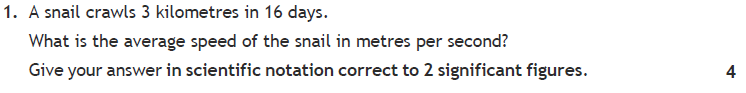 1. A snail crawls 3 kilometres in 16 days.
What is the average speed of the snail in metres per second?
Give your answer in scientific notation correct to 2 significant figures. 4